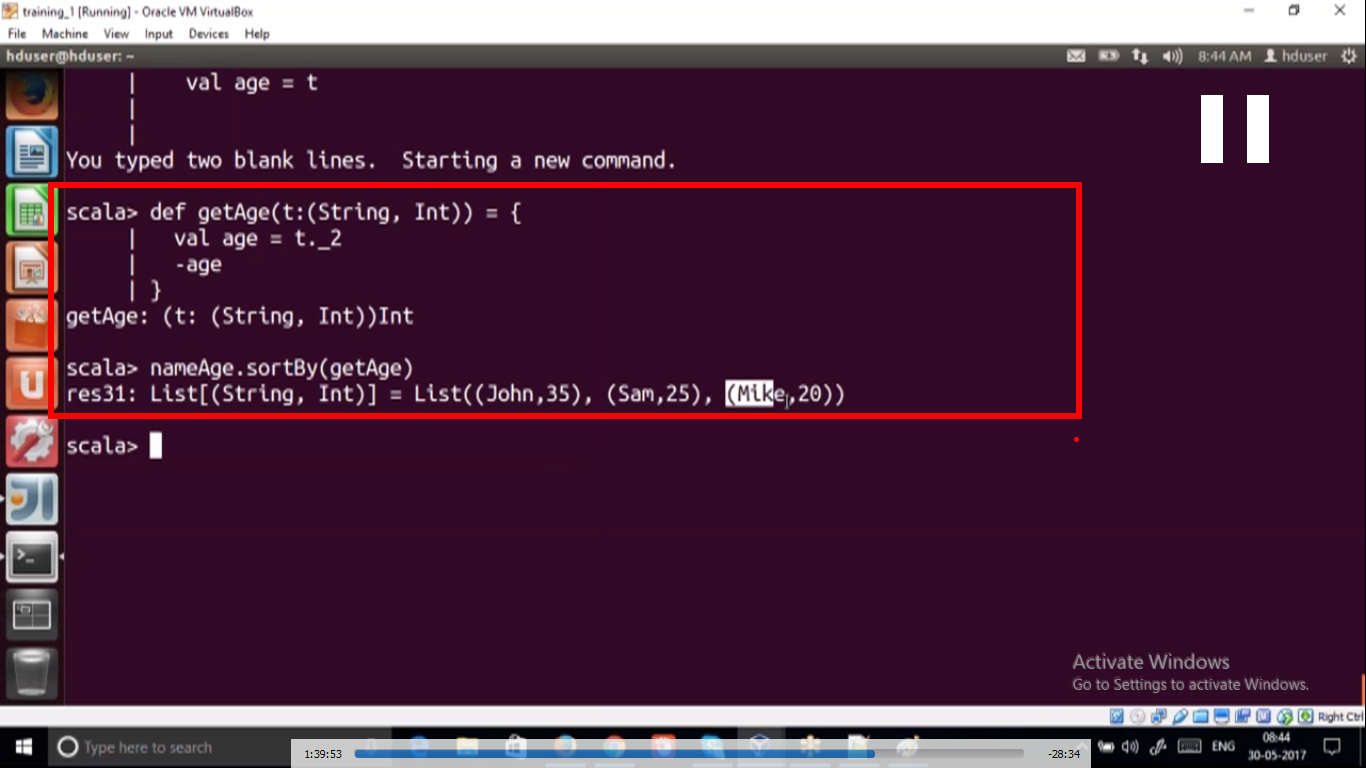 training_1 [Running] - Oracle VM VirtualBox
File Machine View Input Devices Help
hduser@hduser: ~ 8:44 AM hduser
| val age = t
|
|
You typed two blank lines. Starting a new command.
scala> def getAge(t:(String, Int)) = {
| val age = t._2
| -age
| }
getAge: (t: (String, Int))Int
scala> nameAge.sortBy(getAge)
res31: List[(String, Int)] = List((John,35), (Sam,25), (Mike,20))
scala>
Activate Windows
Go to Settings to activate Windows.
Right Ctrl
Type here to search
ENG
08:44
30-05-2017
1:39:53
-28:34